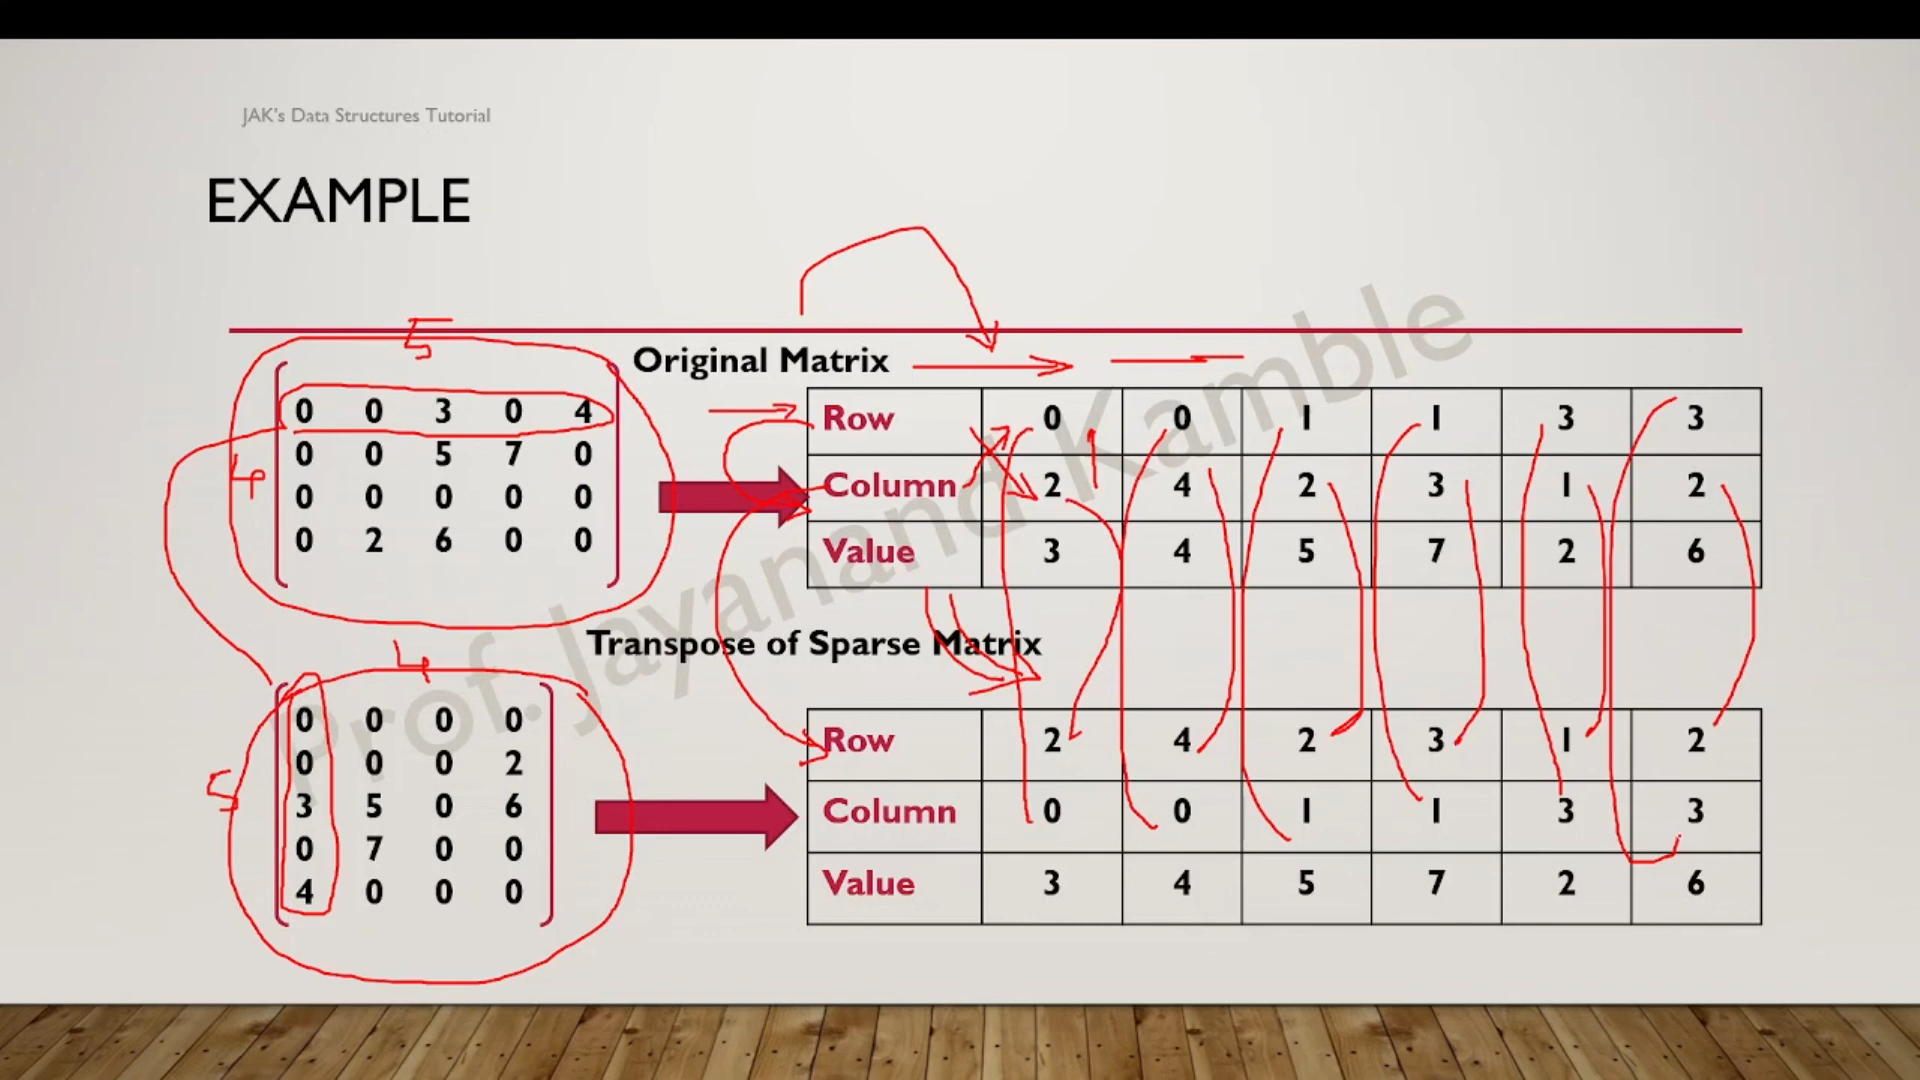 JAK's Data Structures Tutorial
EXAMPLE
5
Original Matrix
4
0 0 3 0 4
0 0 5 7 0
0 0 0 0 0
0 2 6 0 0
Row 0 0 1 1 3 3
Column 2 4 2 3 1 2
Value 3 4 5 7 2 6
Transpose of Sparse Matrix
4
5
0 0 0 0
0 0 0 2
3 5 0 6
0 7 0 0
4 0 0 0
Row 2 4 2 3 1 2
Column 0 0 1 1 3 3
Value 3 4 5 7 2 6
Prof. Jayanand Kamble